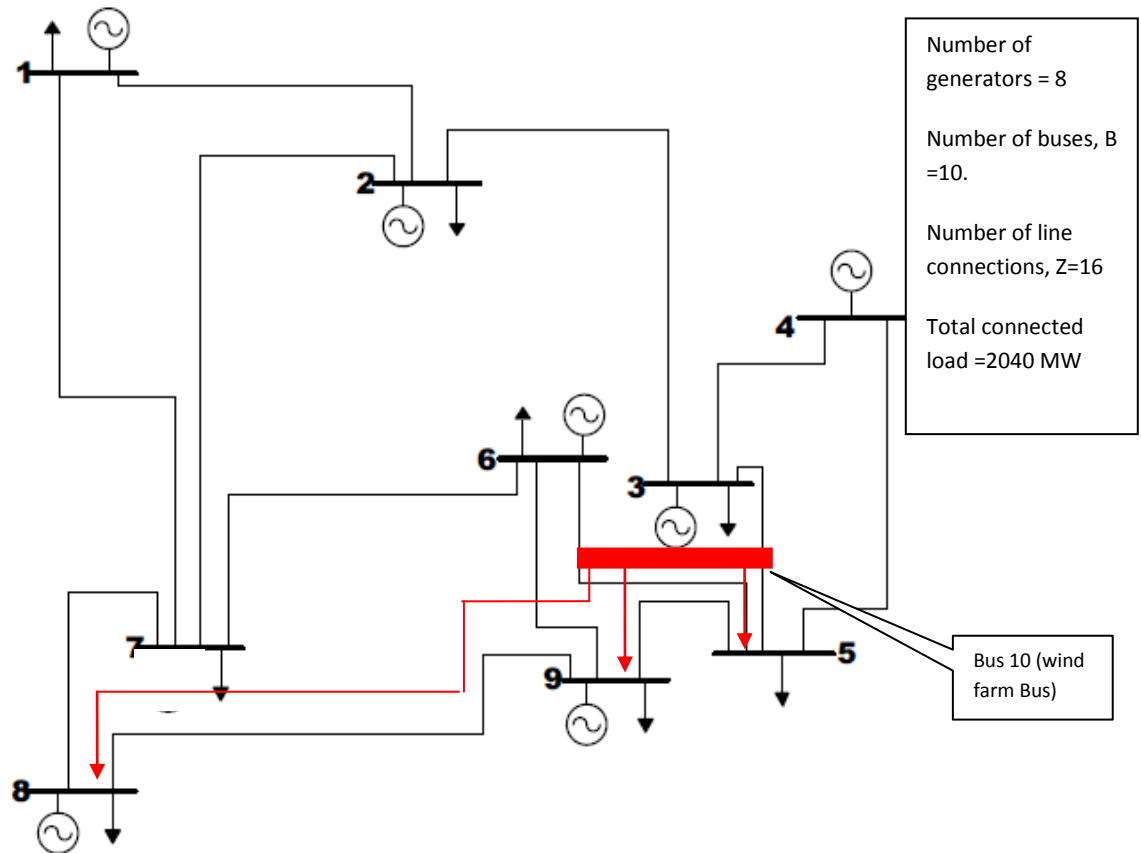 1
2
3
4
5
6
7
8
9
Number of
generators = 8
Number of buses, B
=10.
Number of line
connections, Z=16
Total connected
load =2040 MW
Bus 10 (wind
farm Bus)